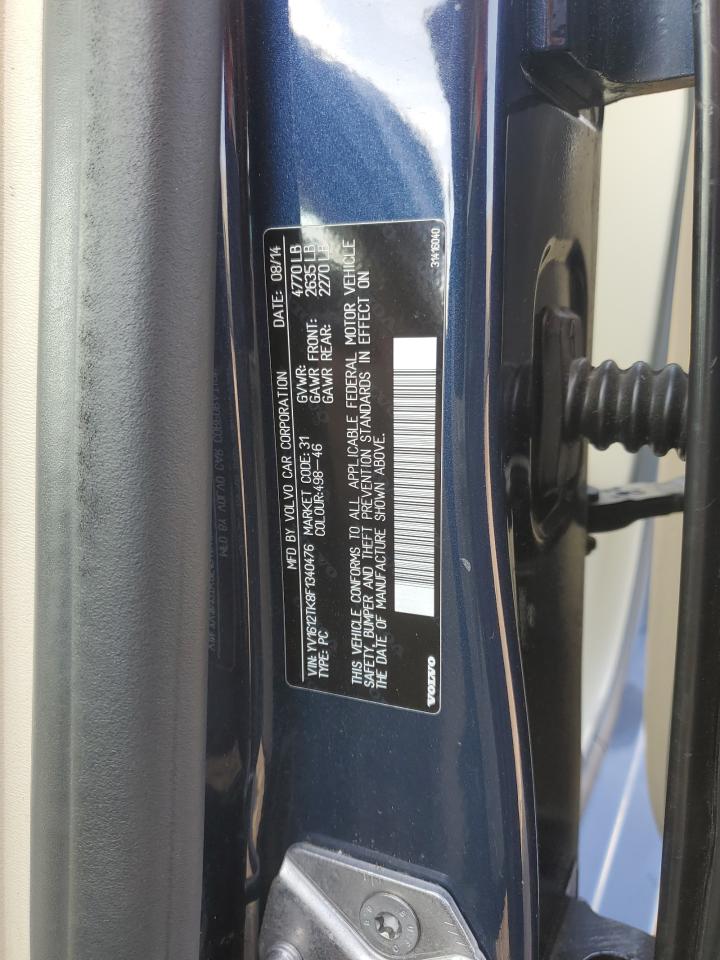 MFD BY VOLVO CAR CORPORATION DATE: 08/14
GVWR: 4770 LB
VIN: YV1612TK8F1340476 MARKET CODE: 31 GAWR FRONT: 2635 LB
TYPE: PC COLOUR:498-46 GAWR REAR: 2270 LB
THIS VEHICLE CONFORMS TO ALL APPLICABLE FEDERAL MOTOR VEHICLE
SAFETY, BUMPER AND THEFT PREVENTION STANDARDS IN EFFECT ON
THE DATE OF MANUFACTURE SHOWN ABOVE.
VOLVO 31416040